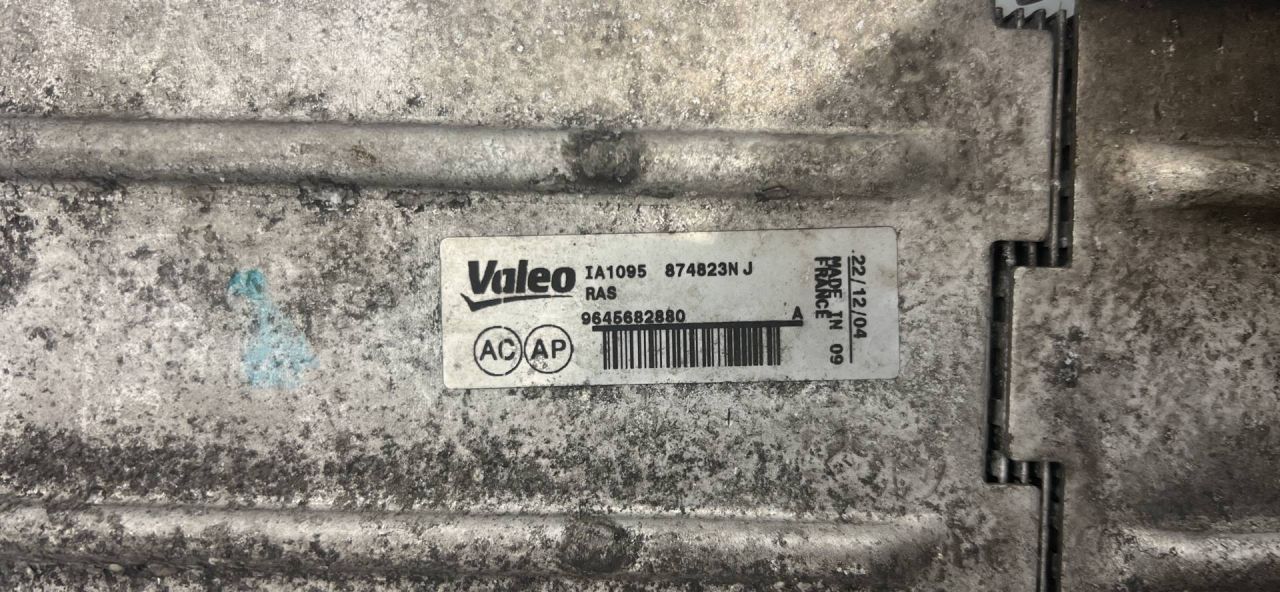 Valeo IA1095 874823N J
RAS
9645682880 A
AC AP
22/12/04
MADE IN 09
FRANCE